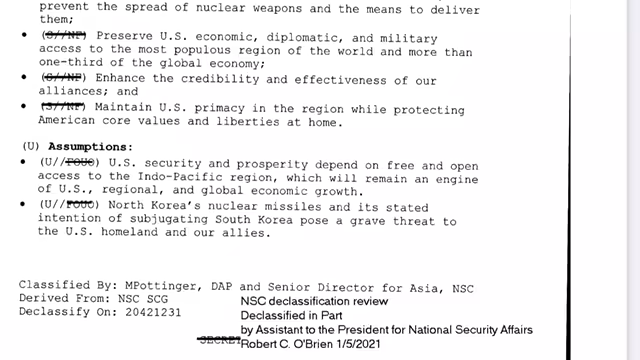 prevent the spread of nuclear weapons and the means to deliver
them;
• (S//NF) Preserve U.S. economic, diplomatic, and military
access to the most populous region of the world and more than
one-third of the global economy;
• (S//NF) Enhance the credibility and effectiveness of our
alliances; and
• (S//NF) Maintain U.S. primacy in the region while protecting
American core values and liberties at home.
(U) Assumptions:
• (U//FOUO) U.S. security and prosperity depend on free and open
access to the Indo-Pacific region, which will remain an engine
of U.S., regional, and global economic growth.
• (U//FOUO) North Korea's nuclear missiles and its stated
intention of subjugating South Korea pose a grave threat to
the U.S. homeland and our allies.
Classified By: MPottinger, DAP and Senior Director for Asia, NSC
Derived From: NSC SCG
Declassify On: 20421231
NSC declassification review
Declassified in Part
by Assistant to the President for National Security Affairs
SECRET Robert C. O'Brien 1/5/2021